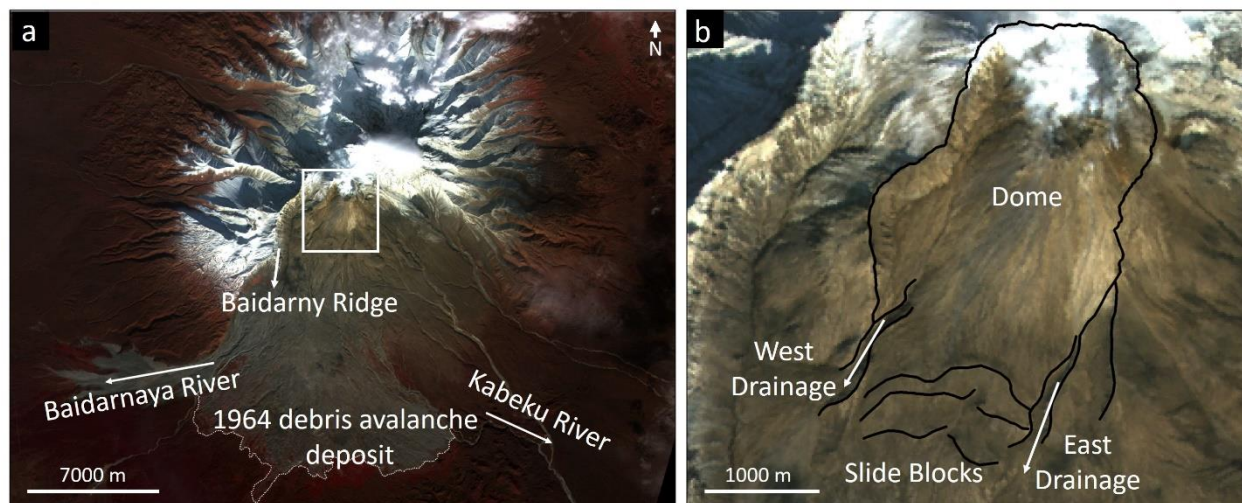 a
N
Baidarny Ridge
Baidarnaya River
Kabeku River
1964 debris avalanche
deposit
7000 m
b
Dome
West
Drainage
East
Drainage
Slide Blocks
1000 m